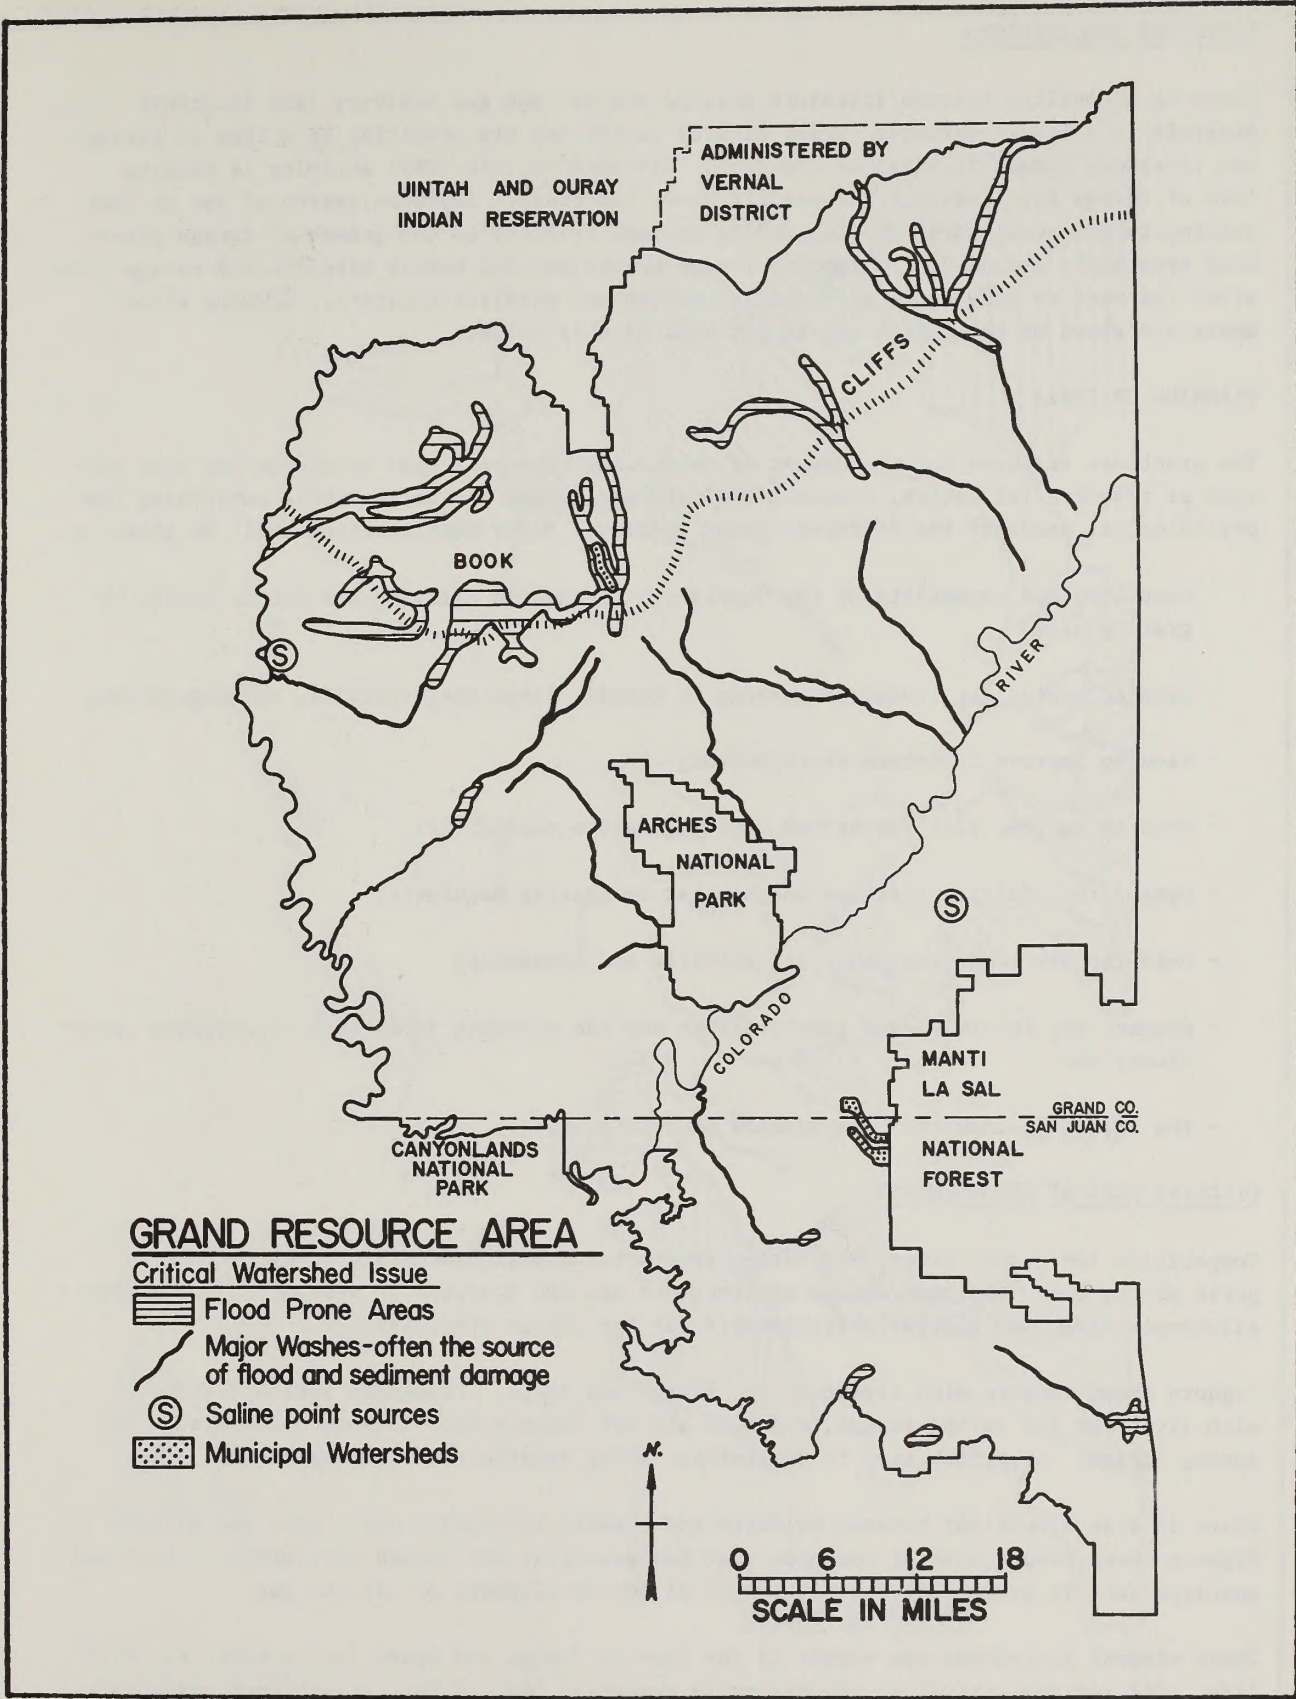 UINTAH AND OURAY
INDIAN RESERVATION
ADMINISTERED BY
VERNAL
DISTRICT
CLIFFS
BOOK
S
RIVER
ARCHES
NATIONAL
PARK
S
COLORADO
MANTI
LA SAL
GRAND CO.
SAN JUAN CO.
NATIONAL
FOREST
CANYONLANDS
NATIONAL
PARK
GRAND RESOURCE AREA
Critical Watershed Issue
Flood Prone Areas
Major Washes-often the source
of flood and sediment damage
S Saline point sources
Municipal Watersheds
N.
0 6 12 18
SCALE IN MILES